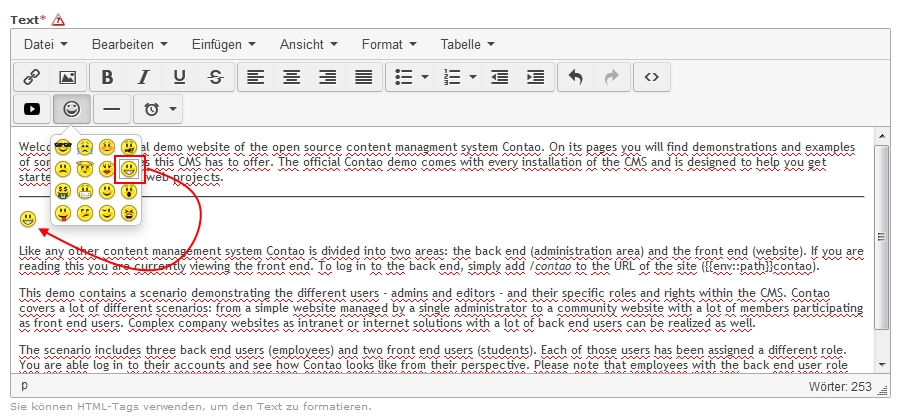 Text*
Datei Bearbeiten Einfügen Ansicht Format Tabelle
Welco al demo website of the open source content managment system Contao. On its pages you will find demonstrations and examples
of som es this CMS has to offer. The official Contao demo comes with every installation of the CMS and is designed to help you get
starte web projects.
Like any other content management system Contao is divided into two areas: the back end (administration area) and the front end (website). If you are
reading this you are currently viewing the front end. To log in to the back end, simply add /contao to the URL of the site ({{env::path}}contao).
This demo contains a scenario demonstrating the different users - admins and editors - and their specific roles and rights within the CMS. Contao
covers a lot of different scenarios: from a simple website managed by a single administrator to a community website with a lot of members participating
as front end users. Complex company websites as intranet or internet solutions with a lot of back end users can be realized as well.
The scenario includes three back end users (employees) and two front end users (students). Each of those users has been assigned a different role.
You are able log in to their accounts and see how Contao looks like from their perspective. Please note that employees with the back end user role
p Wörter: 253
Sie können HTML-Tags verwenden, um den Text zu formatieren.